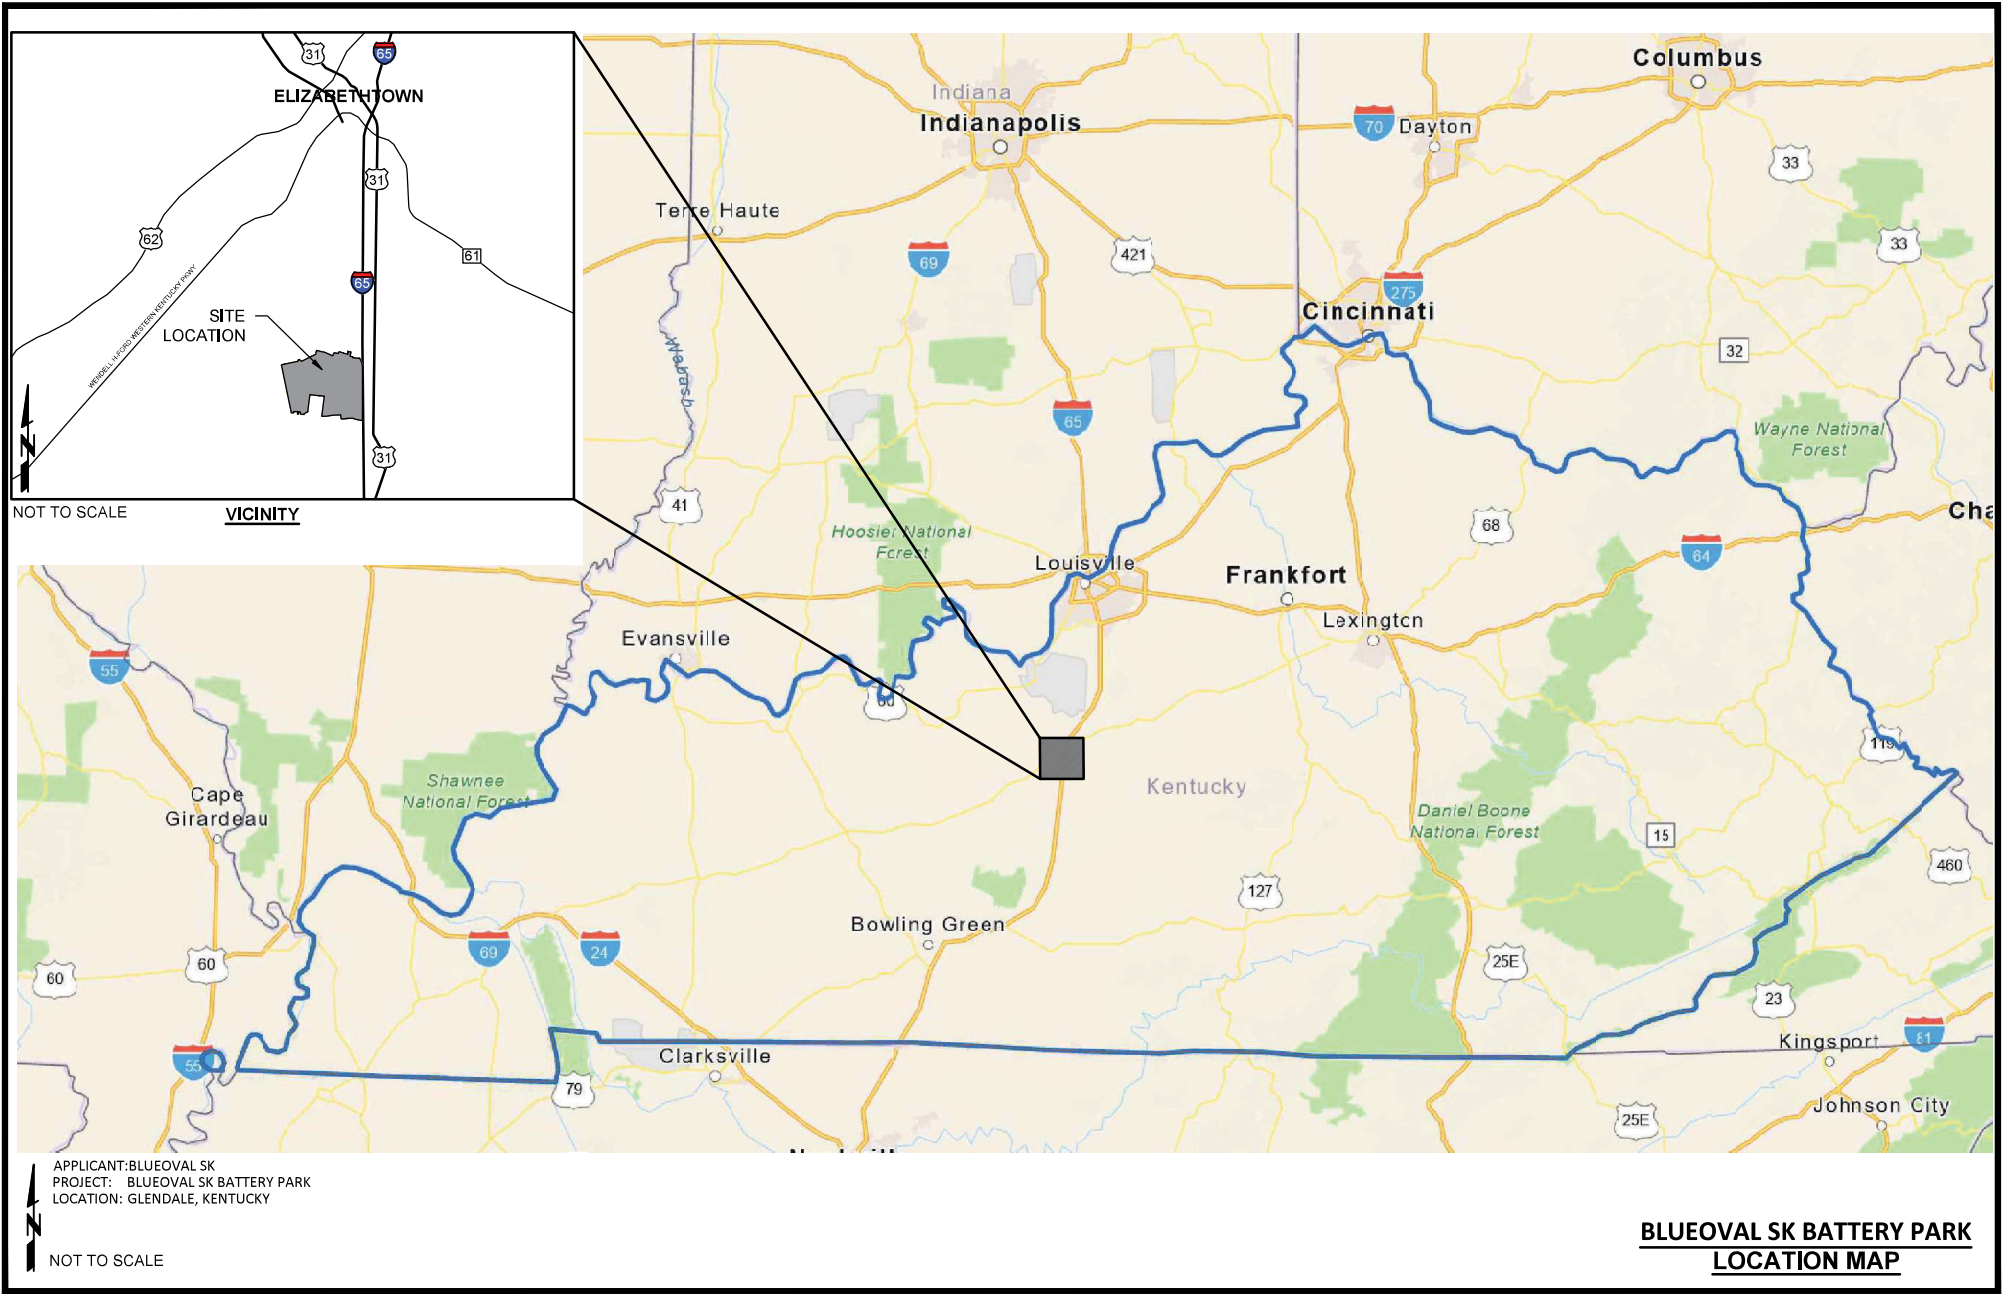 31
65
ELIZABETHTOWN
31
62
61
65
WENDELL H FORD WESTERN KENTUCKY PKWY
SITE
LOCATION
31
N
NOT TO SCALE
VICINITY
Columbus
Indiana
Indianapolis
70
Dayton
33
Terre Haute
69
421
33
275
Cincinnati
Wabash
32
65
Wayne National
Forest
41
Hoosier National
Forest
68
Cha
Louisville
64
Frankfort
Lexington
Evansville
55
60
119
Shawnee
National Forest
Kentucky
Cape
Girardeau
Daniel Boone
National Forest
15
460
127
Bowling Green
69
24
60
60
25E
23
Kingsport
81
55
Clarksville
79
Johnson City
25E
N
APPLICANT:BLUEOVAL SK
PROJECT: BLUEOVAL SK BATTERY PARK
LOCATION: GLENDALE, KENTUCKY
NOT TO SCALE
BLUEOVAL SK BATTERY PARK
LOCATION MAP